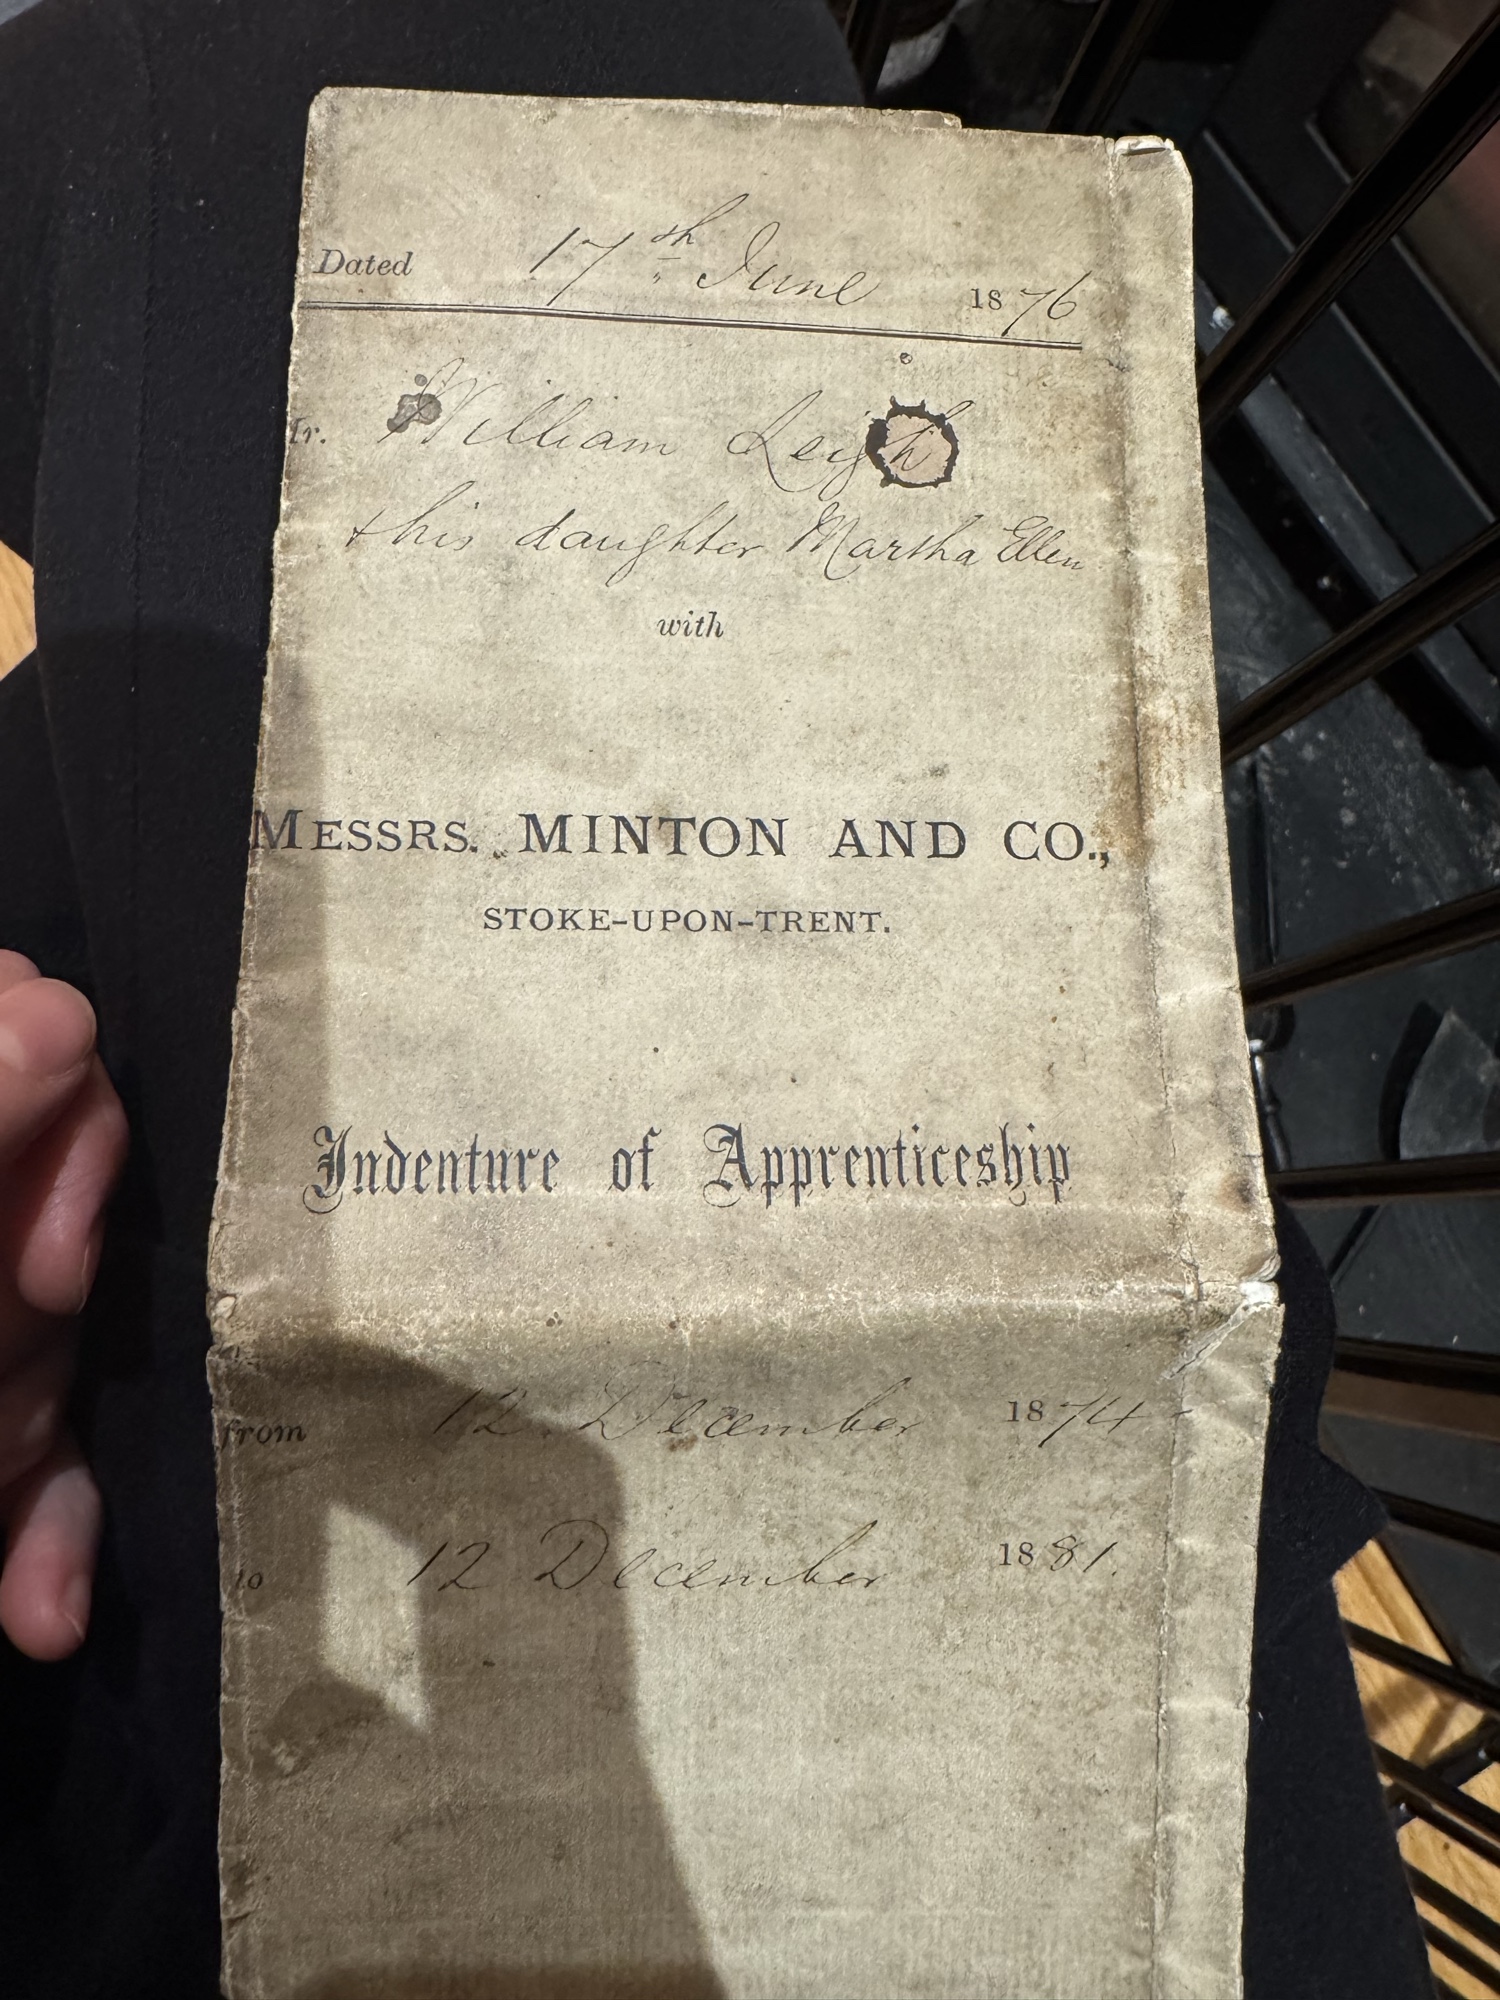 Dated 17th June 1876
Mr. William Leigh
& his daughter Martha Ellen
with
MESSRS. MINTON AND CO.,
STOKE-UPON-TRENT.
Indenture of Apprenticeship
from 12 December 1874
to 12 December 1881.